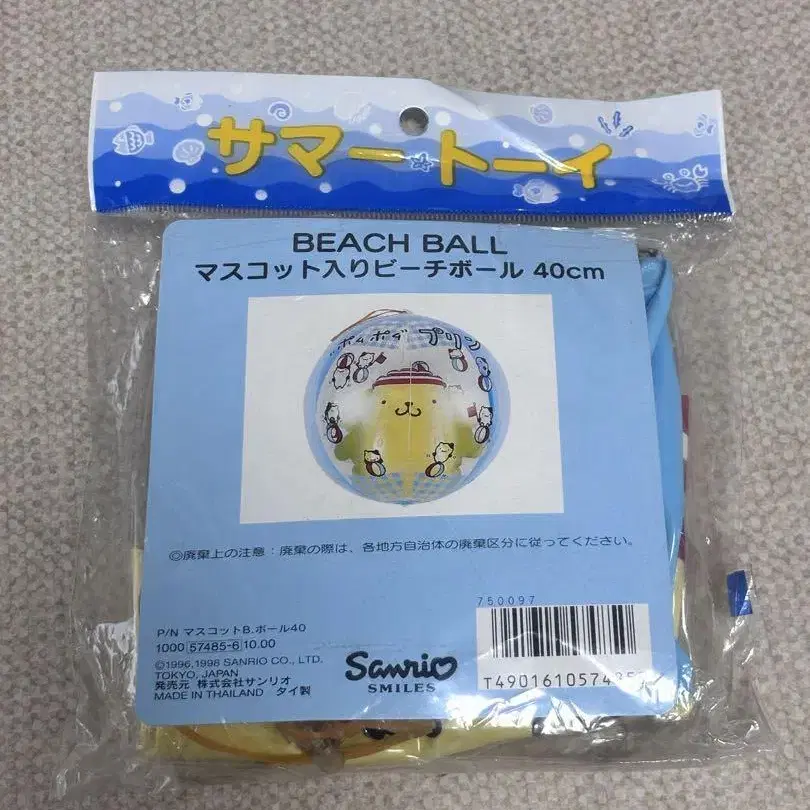 サマートーイ
BEACH BALL
マスコット入りビーチボール 40cm
ポムポムプリン
◎廃棄上の注意：廃棄の際は、各地方自治体の廃棄区分に従ってください。
750097
P/N マスコットB.ボール40
1000 57485-6 10.00
©1996,1998 SANRIO CO., LTD.
TOKYO, JAPAN
発売元 株式会社サンリオ
MADE IN THAILAND タイ製
Sanrio
SMILES
T4901610574857